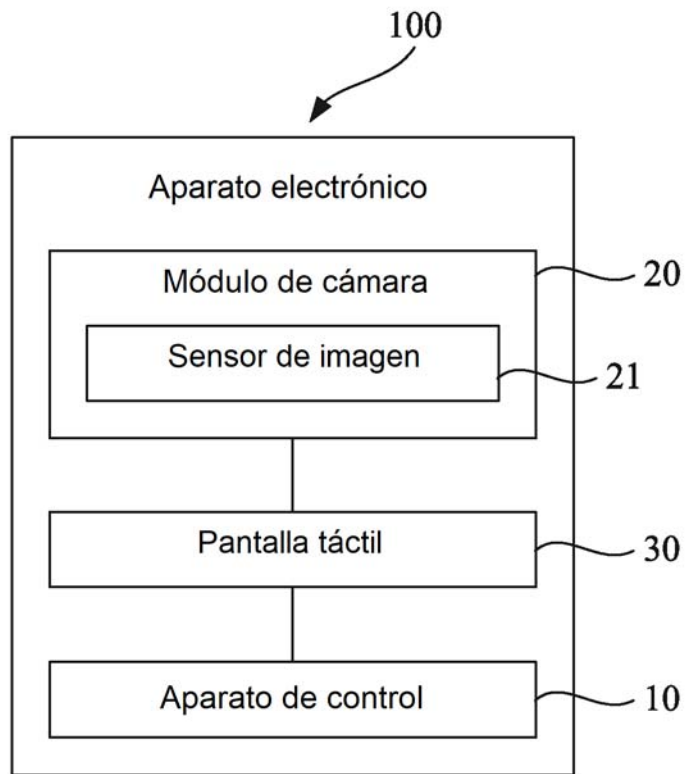 100
Aparato electrónico
Módulo de cámara
20
Sensor de imagen
21
Pantalla táctil
30
Aparato de control
10